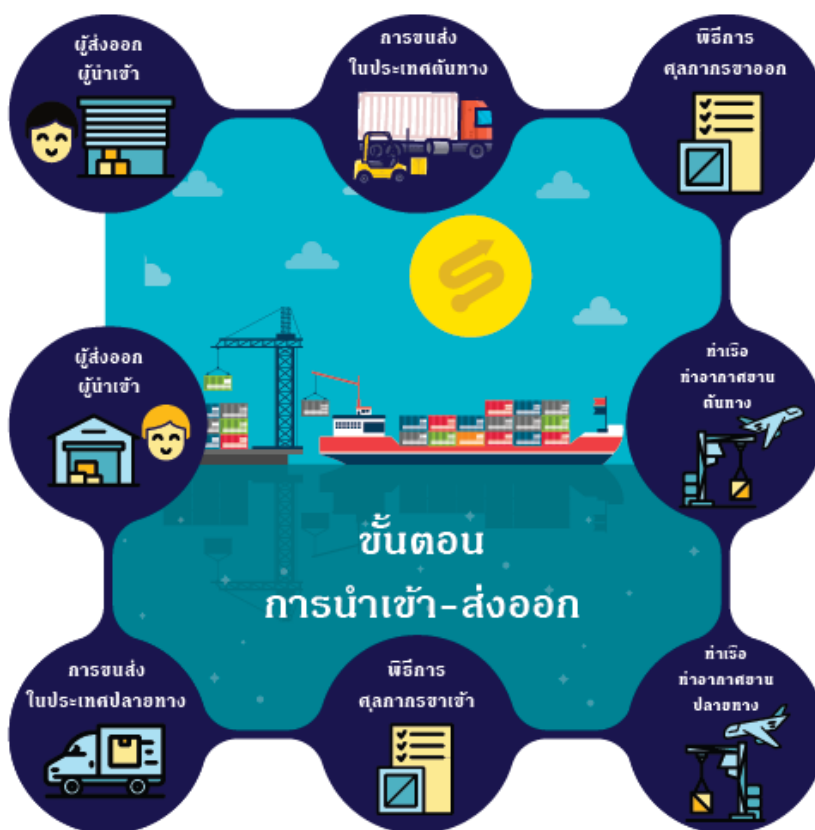 ผู้ส่งออก
ผู้นำเข้า
การขนส่ง
ในประเทศต้นทาง
พิธีการ
ศุลกากรขาออก
ท่าเรือ
ท่าอากาศยาน
ต้นทาง
ท่าเรือ
ท่าอากาศยาน
ปลายทาง
พิธีการ
ศุลกากรขาเข้า
การขนส่ง
ในประเทศปลายทาง
ผู้ส่งออก
ผู้นำเข้า
ขั้นตอน
การนำเข้า-ส่งออก